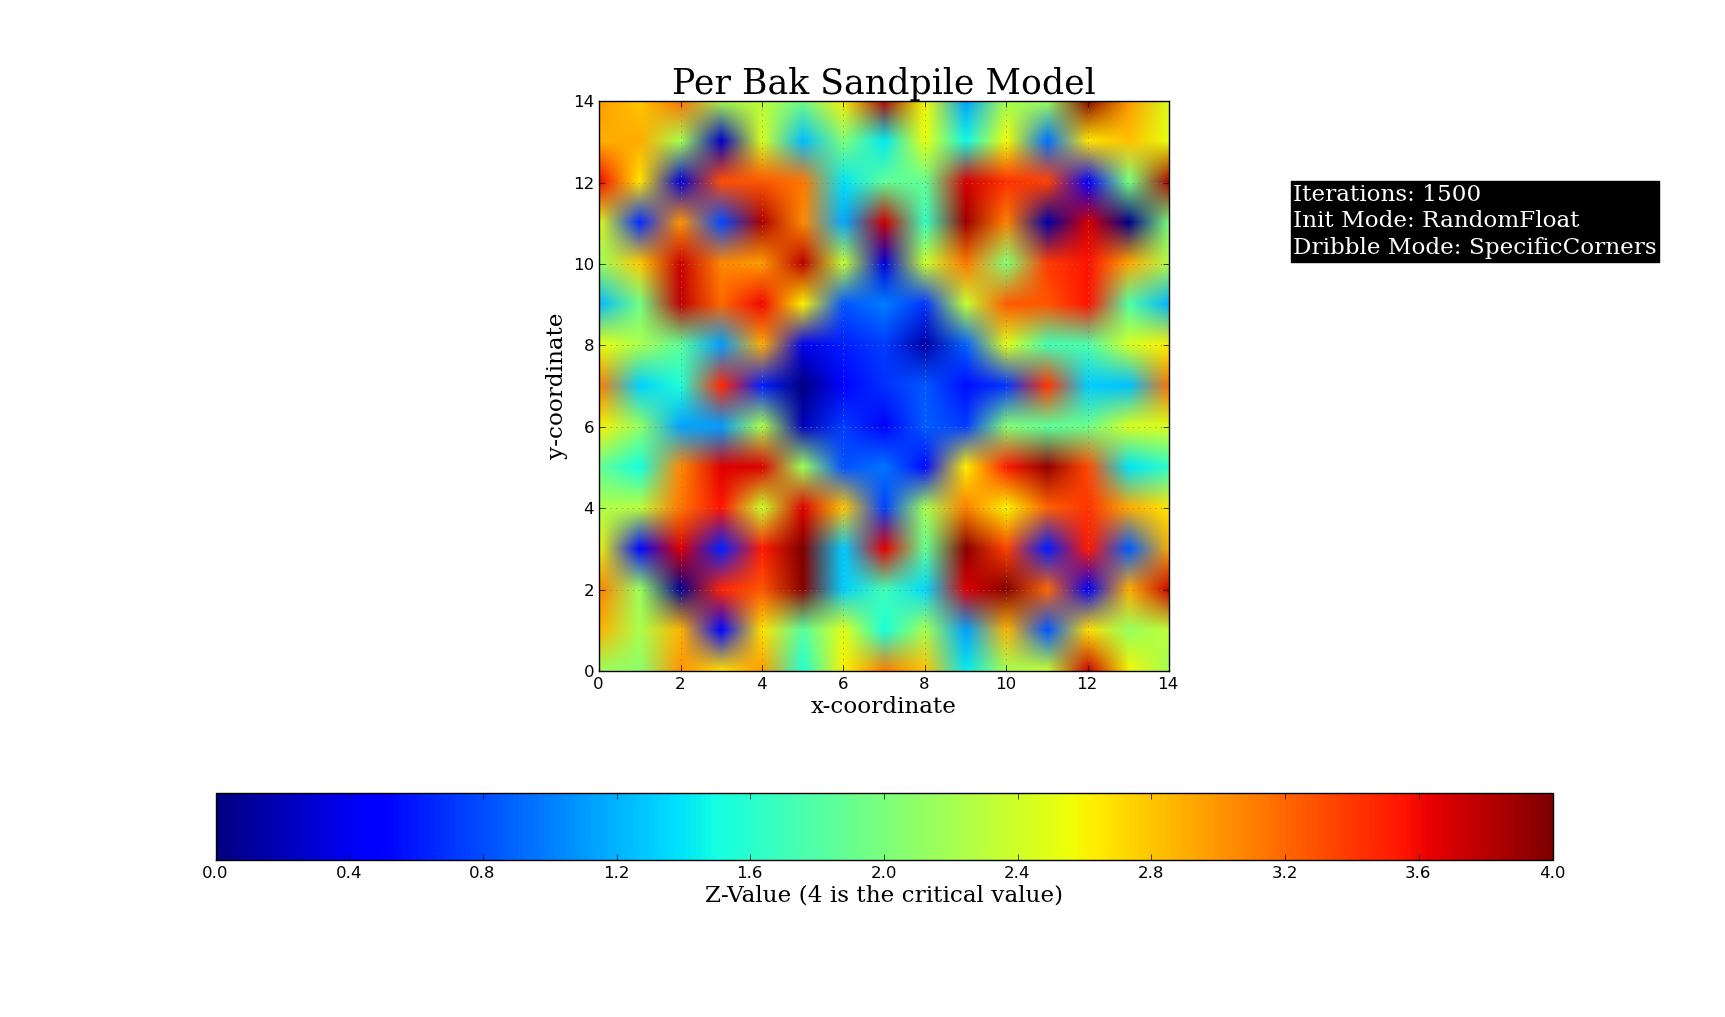 Per Bak Sandpile Model
14
12
10
8
6
4
2
0
y-coordinate
0 2 4 6 8 10 12 14
x-coordinate
Iterations: 1500
Init Mode: RandomFloat
Dribble Mode: SpecificCorners
0.0 0.4 0.8 1.2 1.6 2.0 2.4 2.8 3.2 3.6 4.0
Z-Value (4 is the critical value)